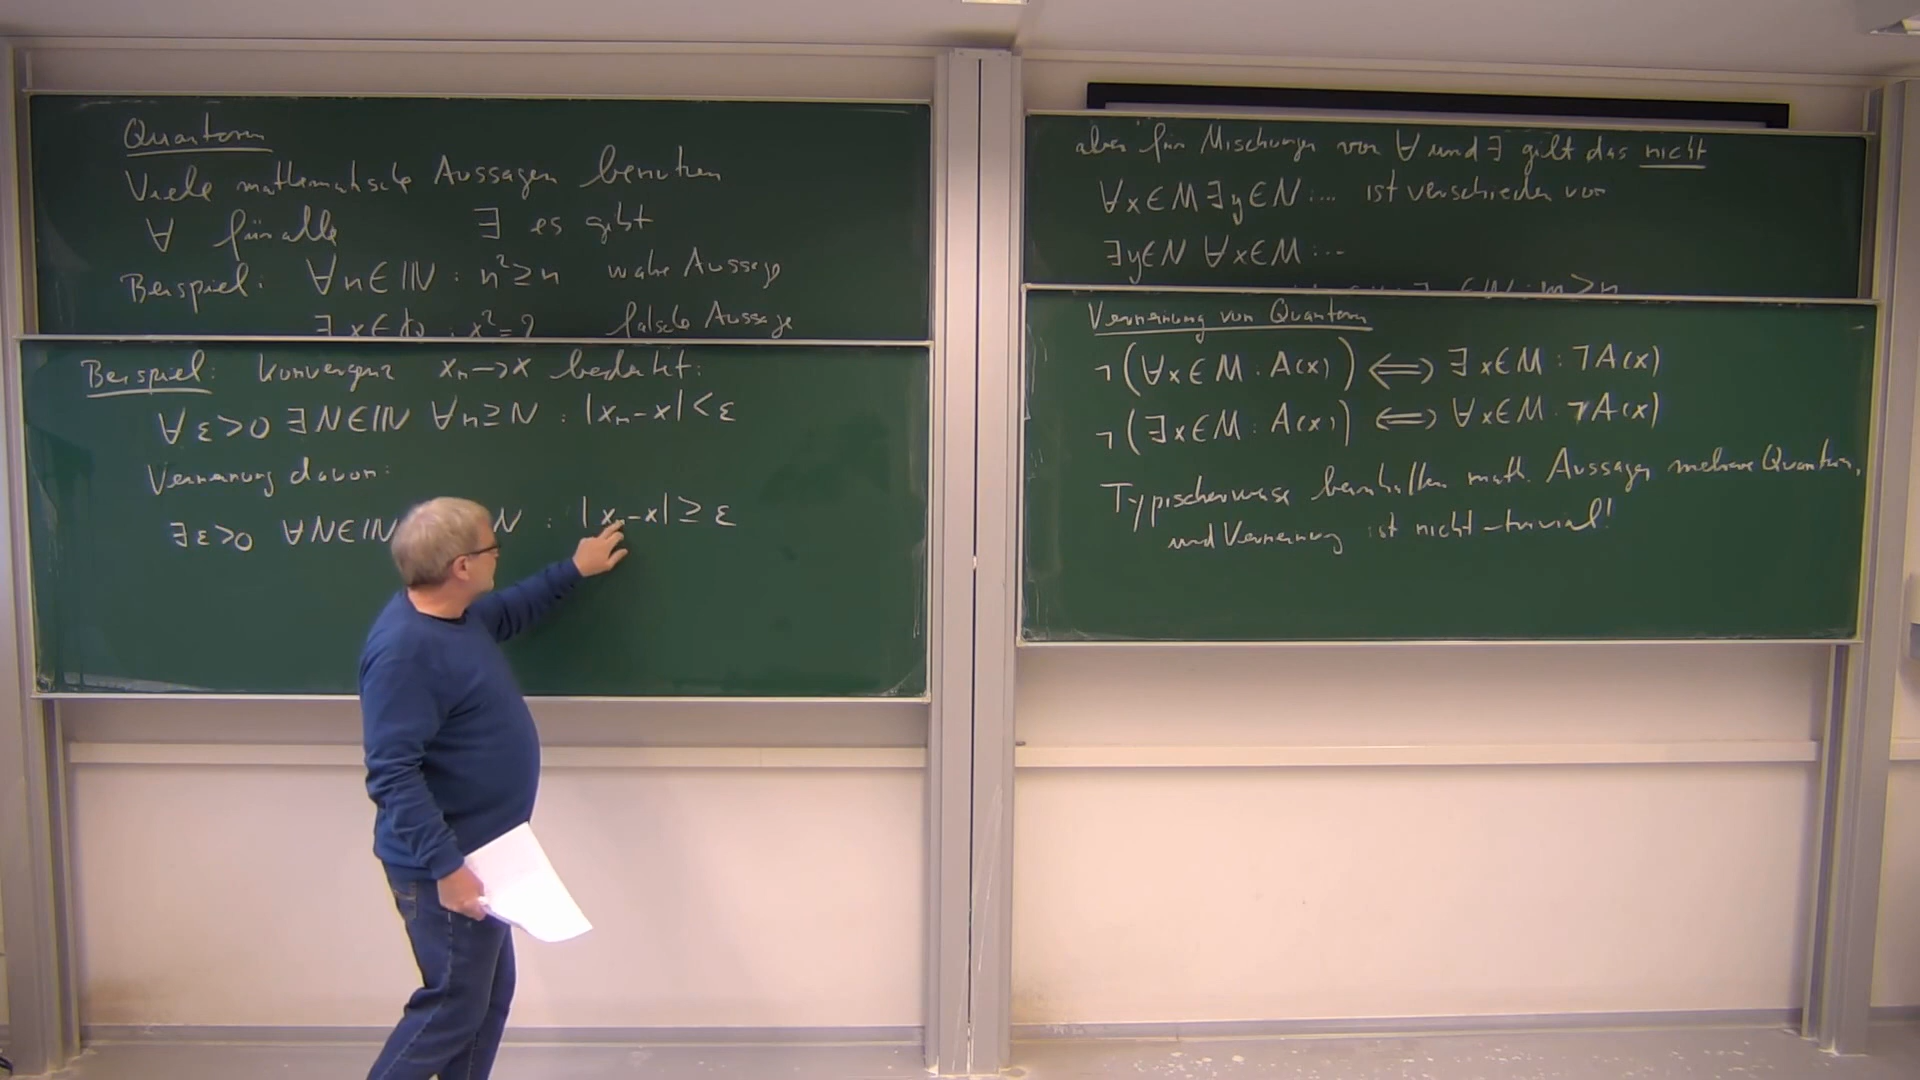 Quantoren
Viele mathematische Aussagen benutzen
∀ für alle ∃ es gibt
Beispiel: ∀n∈ℕ : n²≥n wahre Aussage
∃ x∈ : x²=2 falsche Aussage
Beispiel: Konvergenz xₙ→x bedeutet:
∀ε>0 ∃N∈ℕ ∀n≥N : |xₙ-x|<ε
Verneinung davon:
∃ε>0 ∀N∈ℕ N : |xₙ-x|≥ε
aber für Mischungen von ∀ und ∃ gilt das nicht
∀x∈M ∃y∈N:... ist verschieden von
∃y∈N ∀x∈M:...
∈ℕ : m>n
Verneinung von Quantoren
¬(∀x∈M : A(x)) ⟺ ∃x∈M : ¬A(x)
¬(∃x∈M : A(x)) ⟺ ∀x∈M : ¬A(x)
Typischerweise beinhalten math. Aussagen mehrere Quantoren,
und Verneinung ist nicht-trivial!